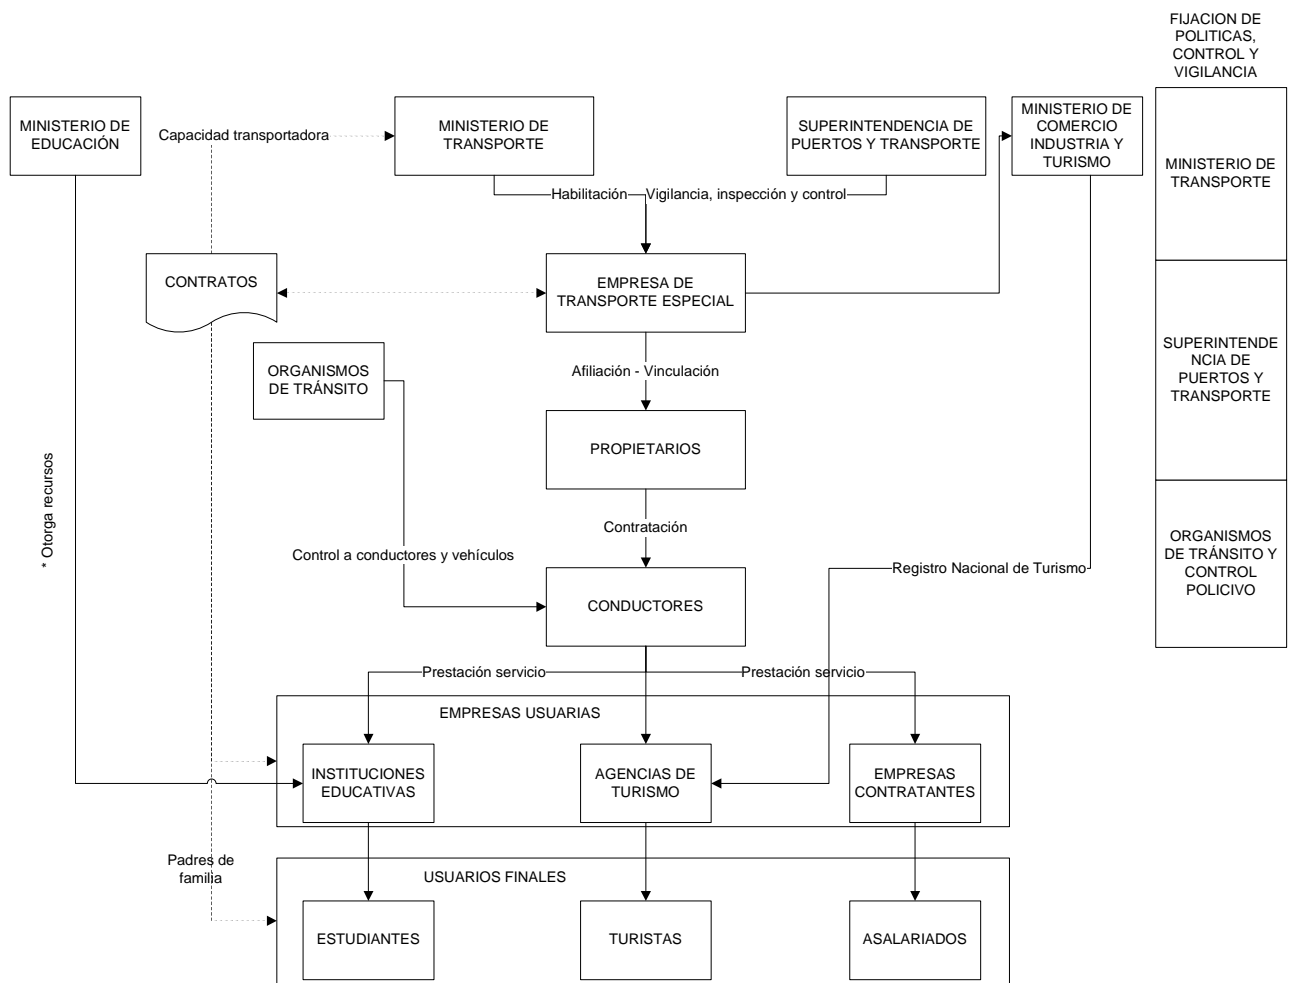 FIJACION DE
POLITICAS,
CONTROL Y
VIGILANCIA
MINISTERIO DE
EDUCACIÓN
Capacidad transportadora
MINISTERIO DE
TRANSPORTE
SUPERINTENDENCIA DE
PUERTOS Y TRANSPORTE
MINISTERIO DE
COMERCIO
INDUSTRIA Y
TURISMO
MINISTERIO DE
TRANSPORTE
Habilitación
Vigilancia, inspección y control
CONTRATOS
EMPRESA DE
TRANSPORTE ESPECIAL
ORGANISMOS
DE TRÁNSITO
Afiliación - Vinculación
SUPERINTENDE
NCIA DE
PUERTOS Y
TRANSPORTE
PROPIETARIOS
* Otorga recursos
Contratación
Control a conductores y vehículos
Registro Nacional de Turismo
ORGANISMOS
DE TRÁNSITO Y
CONTROL
POLICIVO
CONDUCTORES
Prestación servicio
Prestación servicio
EMPRESAS USUARIAS
INSTITUCIONES
EDUCATIVAS
AGENCIAS DE
TURISMO
EMPRESAS
CONTRATANTES
Padres de
familia
USUARIOS FINALES
ESTUDIANTES
TURISTAS
ASALARIADOS